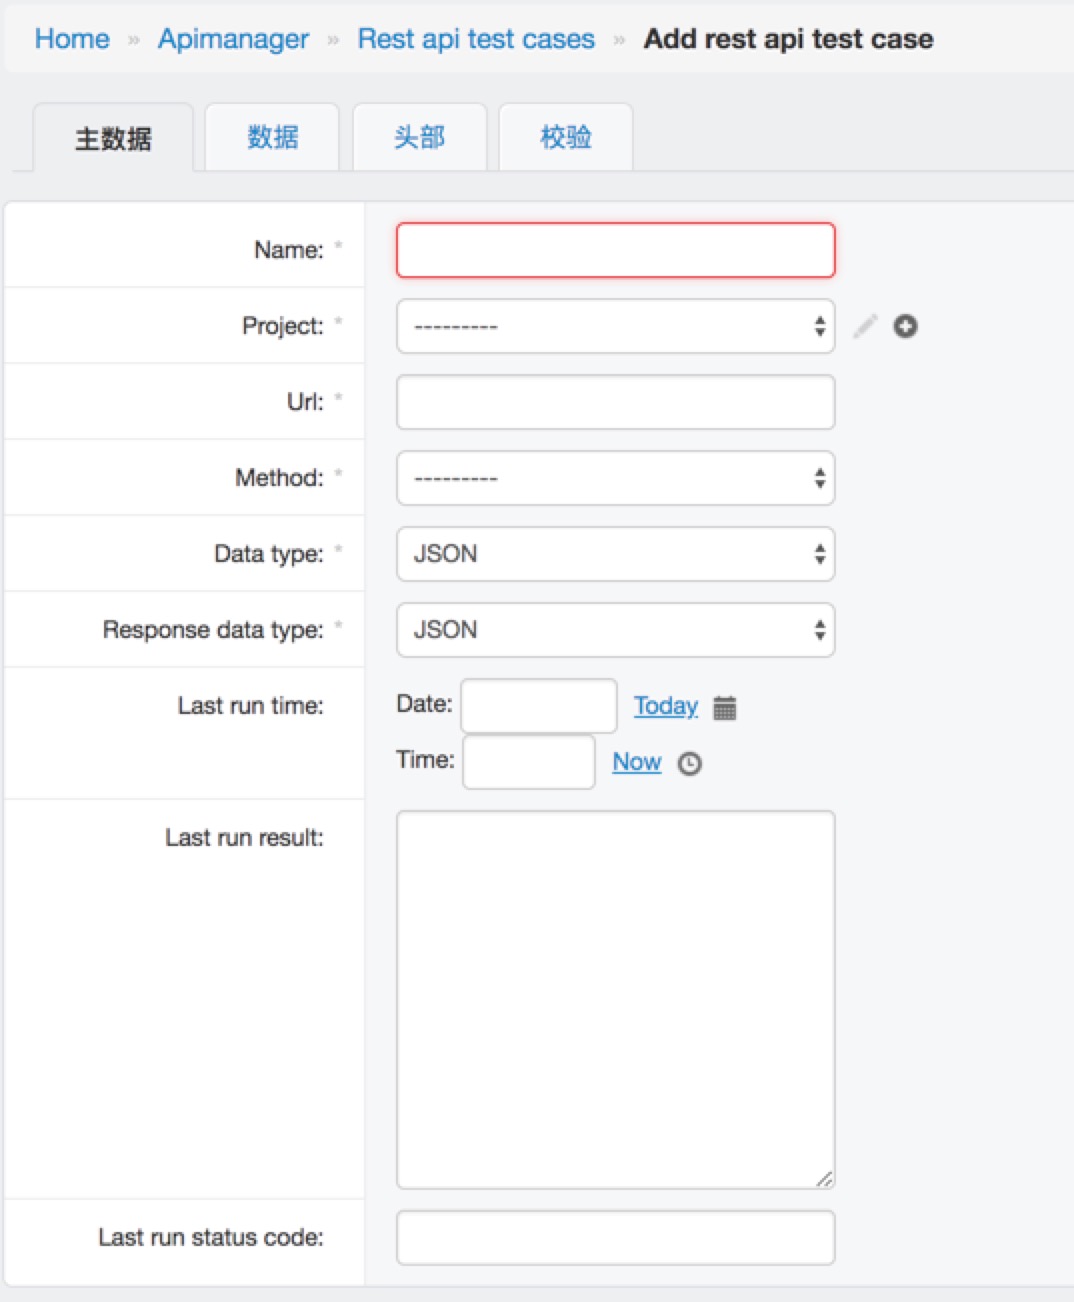 Home » Apimanager » Rest api test cases » Add rest api test case
主数据 数据 头部 校验
Name: *
Project: * ---------
Url: *
Method: * ---------
Data type: * JSON
Response data type: * JSON
Last run time: Date: Today
Time: Now
Last run result:
Last run status code: